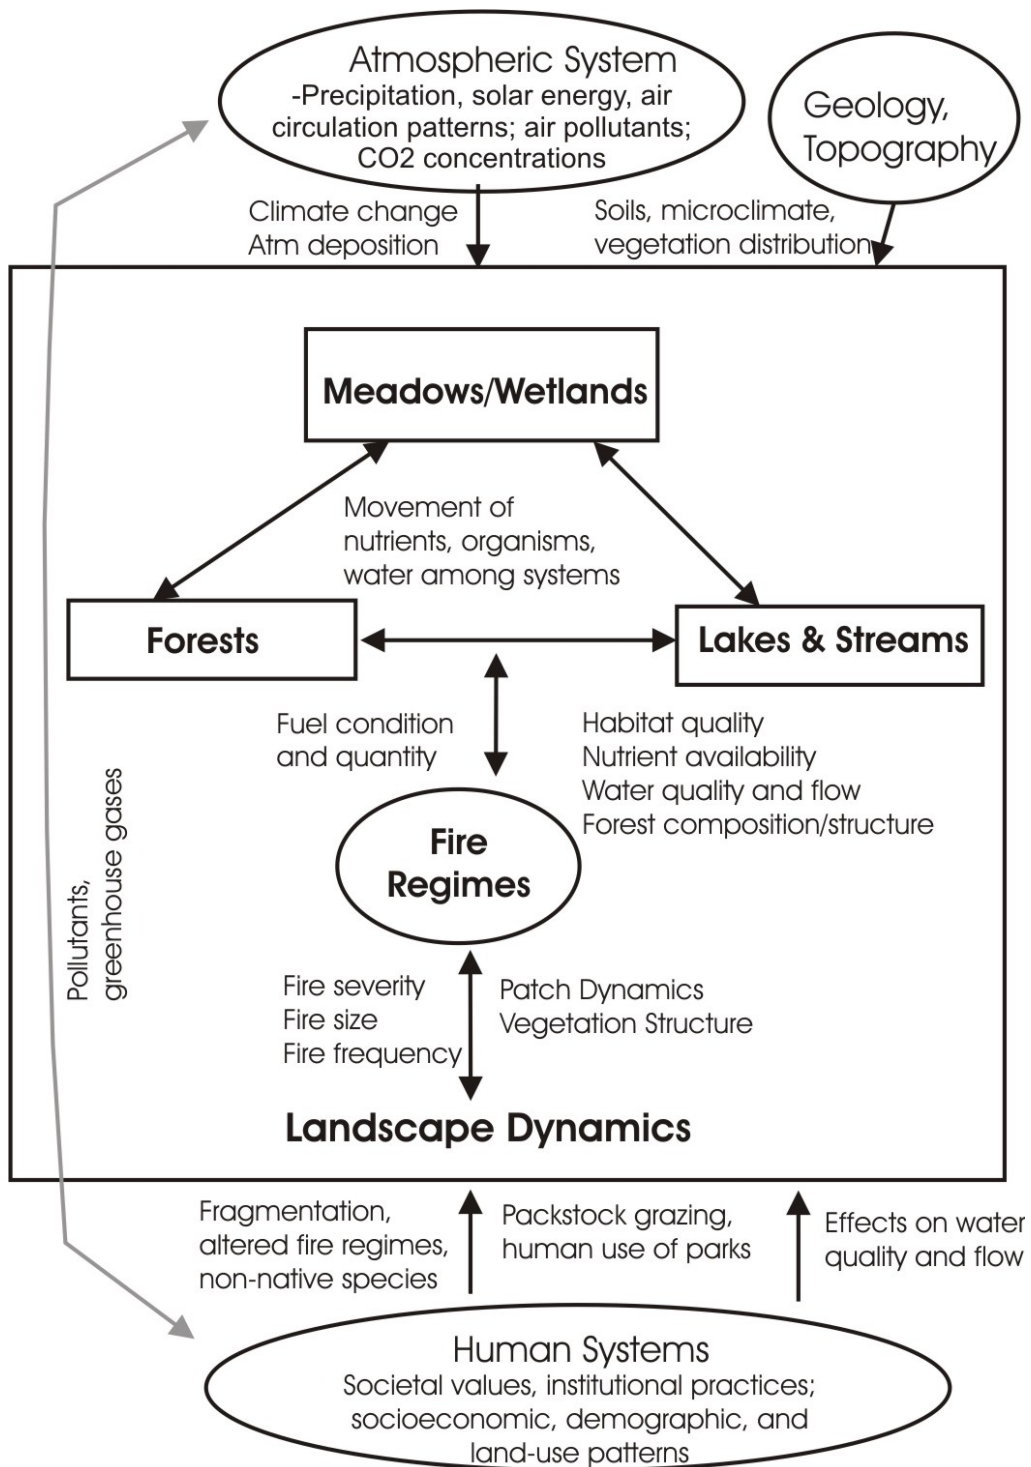 Atmospheric System
-Precipitation, solar energy, air
circulation patterns; air pollutants;
CO2 concentrations
Geology,
Topography
Climate change
Atm deposition
Soils, microclimate,
vegetation distribution
Meadows/Wetlands
Movement of
nutrients, organisms,
water among systems
Forests
Lakes & Streams
Fuel condition
and quantity
Habitat quality
Nutrient availability
Water quality and flow
Forest composition/structure
Fire
Regimes
Pollutants,
greenhouse gases
Fire severity
Fire size
Fire frequency
Patch Dynamics
Vegetation Structure
Landscape Dynamics
Fragmentation,
altered fire regimes,
non-native species
Packstock grazing,
human use of parks
Effects on water
quality and flow
Human Systems
Societal values, institutional practices;
socioeconomic, demographic, and
land-use patterns